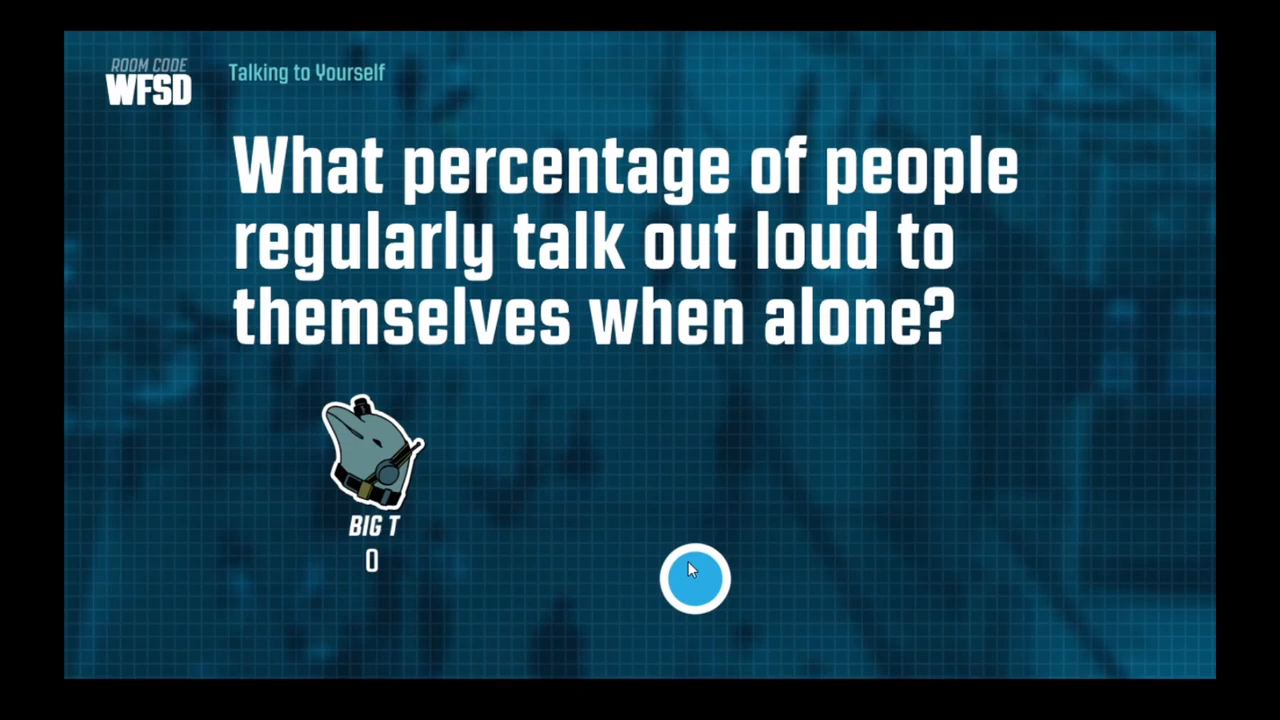 ROOM CODE
WFSD
Talking to Yourself
What percentage of people
regularly talk out loud to
themselves when alone?
BIG T
0